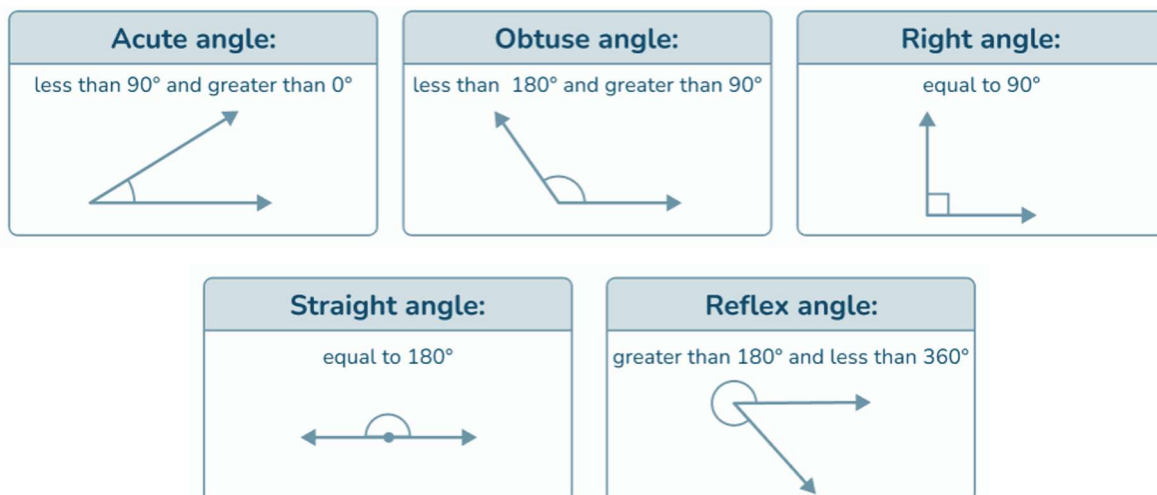 Acute angle:
less than 90° and greater than 0°
Obtuse angle:
less than 180° and greater than 90°
Right angle:
equal to 90°
Straight angle:
equal to 180°
Reflex angle:
greater than 180° and less than 360°